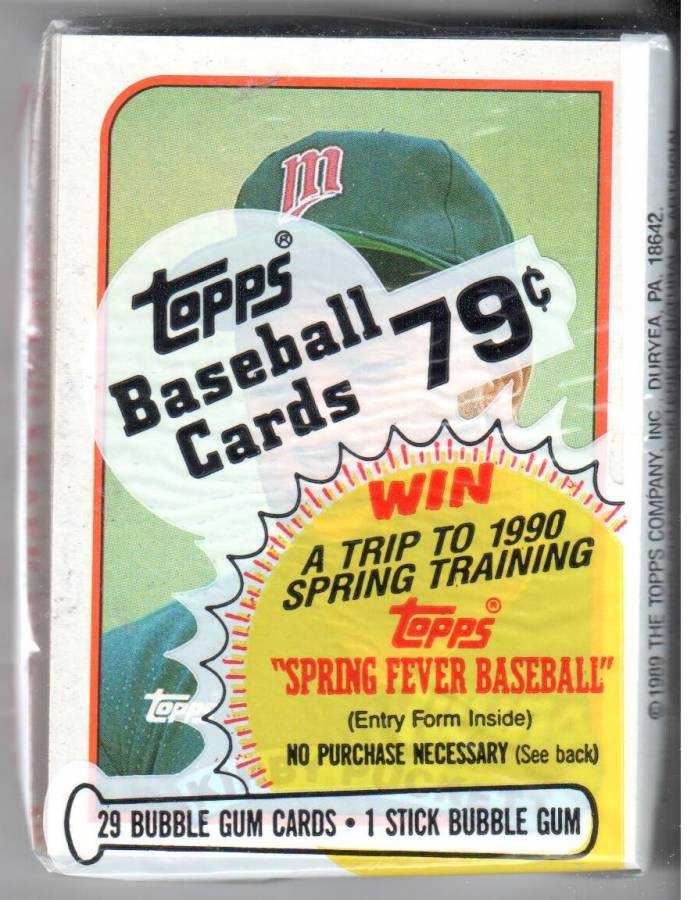 m
topps®
Baseball
Cards
79¢
WIN
A TRIP TO 1990
SPRING TRAINING
topps®
"SPRING FEVER BASEBALL"
(Entry Form Inside)
NO PURCHASE NECESSARY (See back)
topps
KIRBY PUCKETT
29 BUBBLE GUM CARDS • 1 STICK BUBBLE GUM
©1989 THE TOPPS COMPANY, INC., DURYEA, PA. 18642.